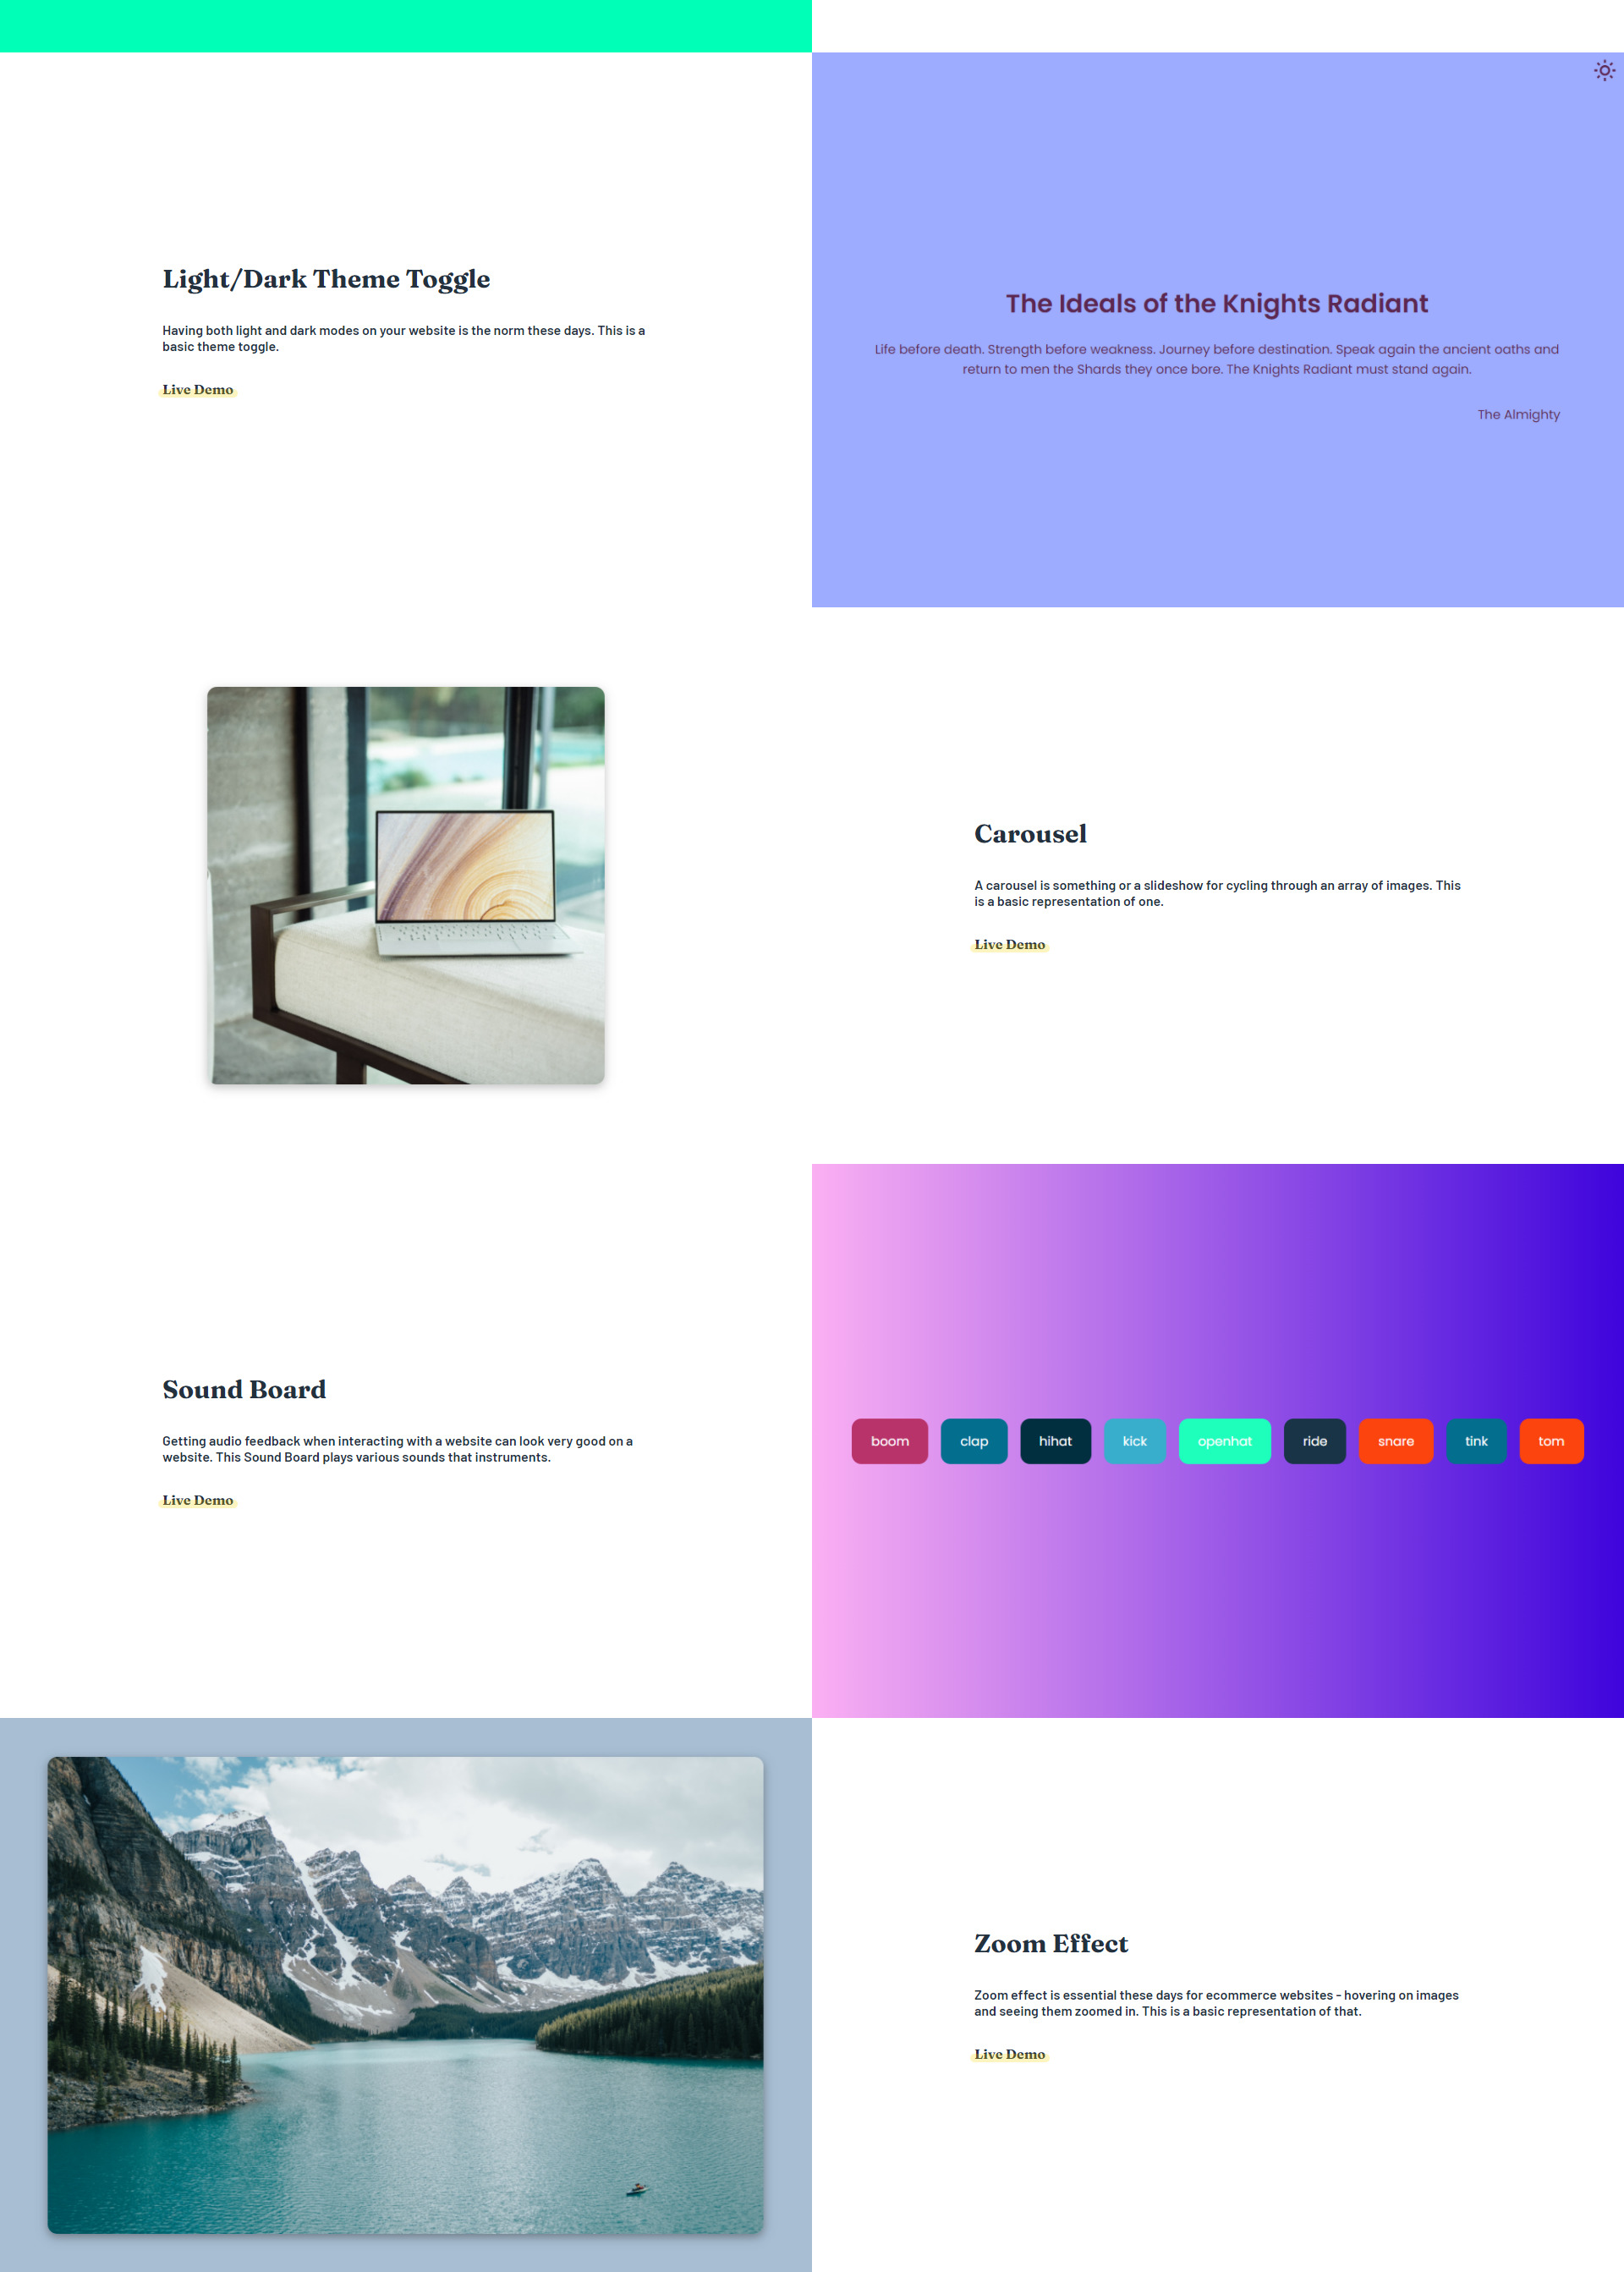 Light/Dark Theme Toggle
Having both light and dark modes on your website is the norm these days. This is a
basic theme toggle.
Live Demo
The Ideals of the Knights Radiant
Life before death. Strength before weakness. Journey before destination. Speak again the ancient oaths and
return to men the Shards they once bore. The Knights Radiant must stand again.
The Almighty
Carousel
A carousel is something or a slideshow for cycling through an array of images. This
is a basic representation of one.
Live Demo
Sound Board
Getting audio feedback when interacting with a website can look very good on a
website. This Sound Board plays various sounds that instruments.
Live Demo
boom clap hihat kick openhat ride snare tink tom
Zoom Effect
Zoom effect is essential these days for ecommerce websites - hovering on images
and seeing them zoomed in. This is a basic representation of that.
Live Demo